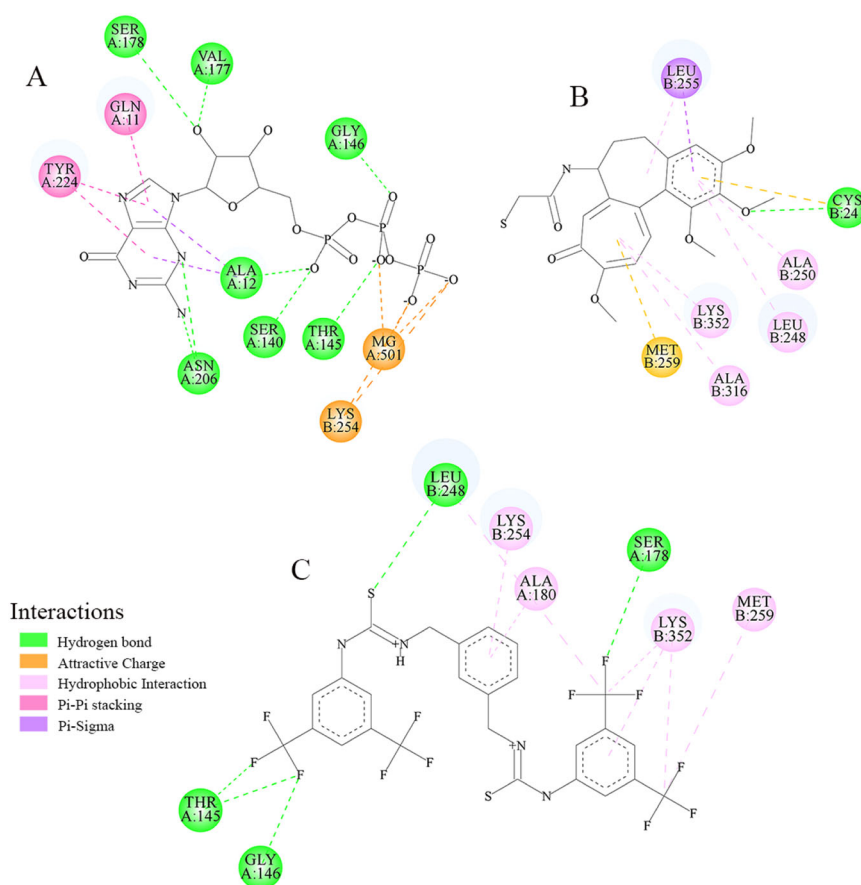 SER
A:178
VAL
A:177
A
GLN
A:11
GLY
A:146
TYR
A:224
O
O
O
N
N
O
O
O
P
P
O
P
O
O
-O
-O
-O
-O
N
N
N
ALA
A:12
SER
A:140
THR
A:145
MG
A:501
ASN
A:206
LYS
B:254
LEU
B:255
B
N
S
O
O
O
O
O
O
CYS
B:24
ALA
B:250
LYS
B:352
LEU
B:248
MET
B:259
ALA
B:316
LEU
B:248
LYS
B:254
SER
A:178
C
ALA
A:180
LYS
B:352
MET
B:259
S
N
+N
H
F
F
F
F
F
F
F
F
F
F
F
F
+N
S
N
THR
A:145
GLY
A:146
Interactions
Hydrogen bond
Attractive Charge
Hydrophobic Interaction
Pi-Pi stacking
Pi-Sigma